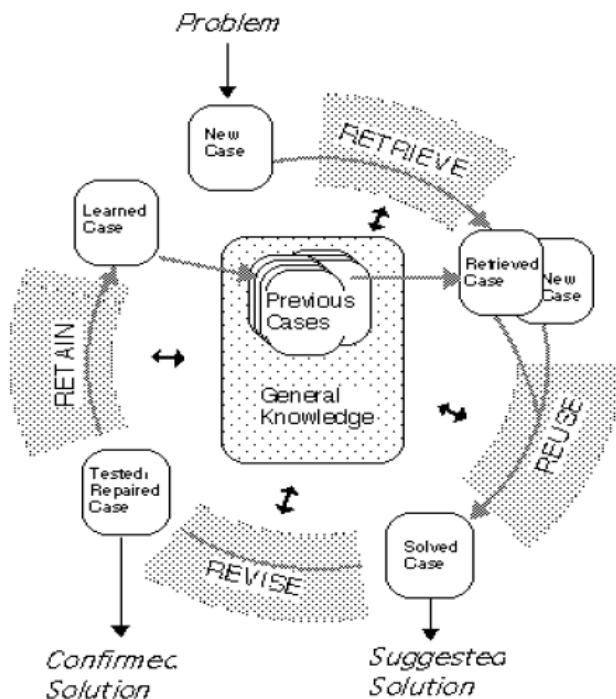 Problem
New
Case
RETRIEVE
Learned
Case
Retrieved
Case
New
Case
Previous
Cases
General
Knowledge
RETAIN
REUSE
Tested/
Repaired
Case
REVISE
Solved
Case
Confirmed
Solution
Suggested
Solution